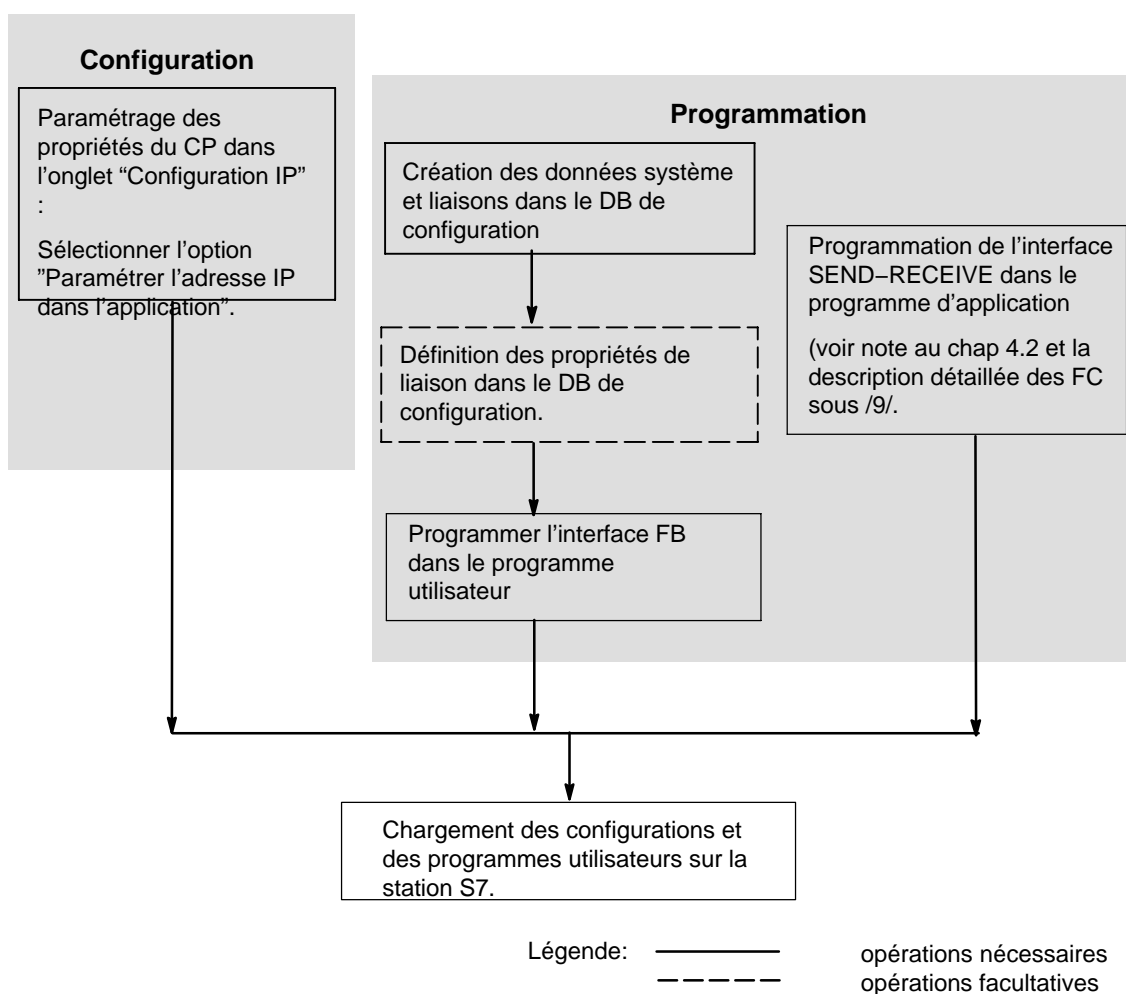 Configuration
Paramétrage des
propriétés du CP dans
l’onglet “Configuration IP”
:
Sélectionner l’option
”Paramétrer l’adresse IP
dans l’application”.
Programmation
Création des données système
et liaisons dans le DB de
configuration
Définition des propriétés de
liaison dans le DB de
configuration.
Programmer l’interface FB
dans le programme
utilisateur
Programmation de l’interface
SEND–RECEIVE dans le
programme d’application
(voir note au chap 4.2 et la
description détaillée des FC
sous /9/.
Chargement des configurations et
des programmes utilisateurs sur la
station S7.
Légende:
opérations nécessaires
opérations facultatives